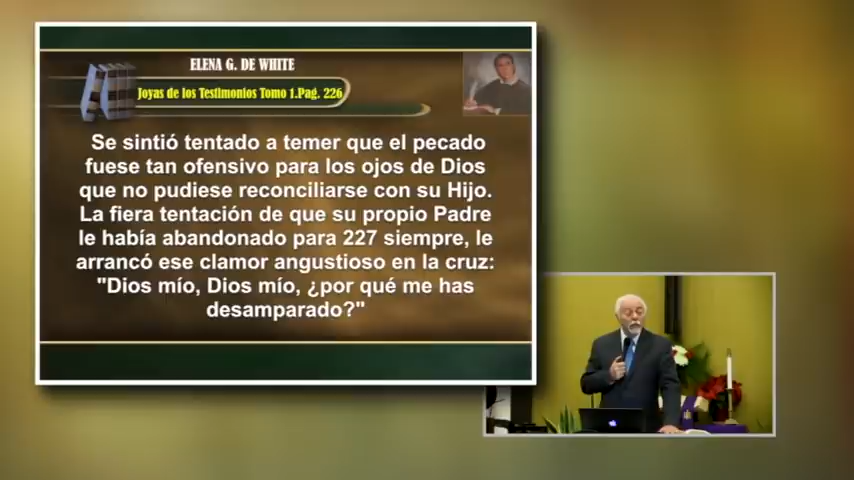 ELENA G. DE WHITE
Joyas de los Testimonios Tomo 1.Pag. 226
Se sintió tentado a temer que el pecado
fuese tan ofensivo para los ojos de Dios
que no pudiese reconciliarse con su Hijo.
La fiera tentación de que su propio Padre
le había abandonado para 227 siempre, le
arrancó ese clamor angustioso en la cruz:
"Dios mío, Dios mío, ¿por qué me has
desamparado?"